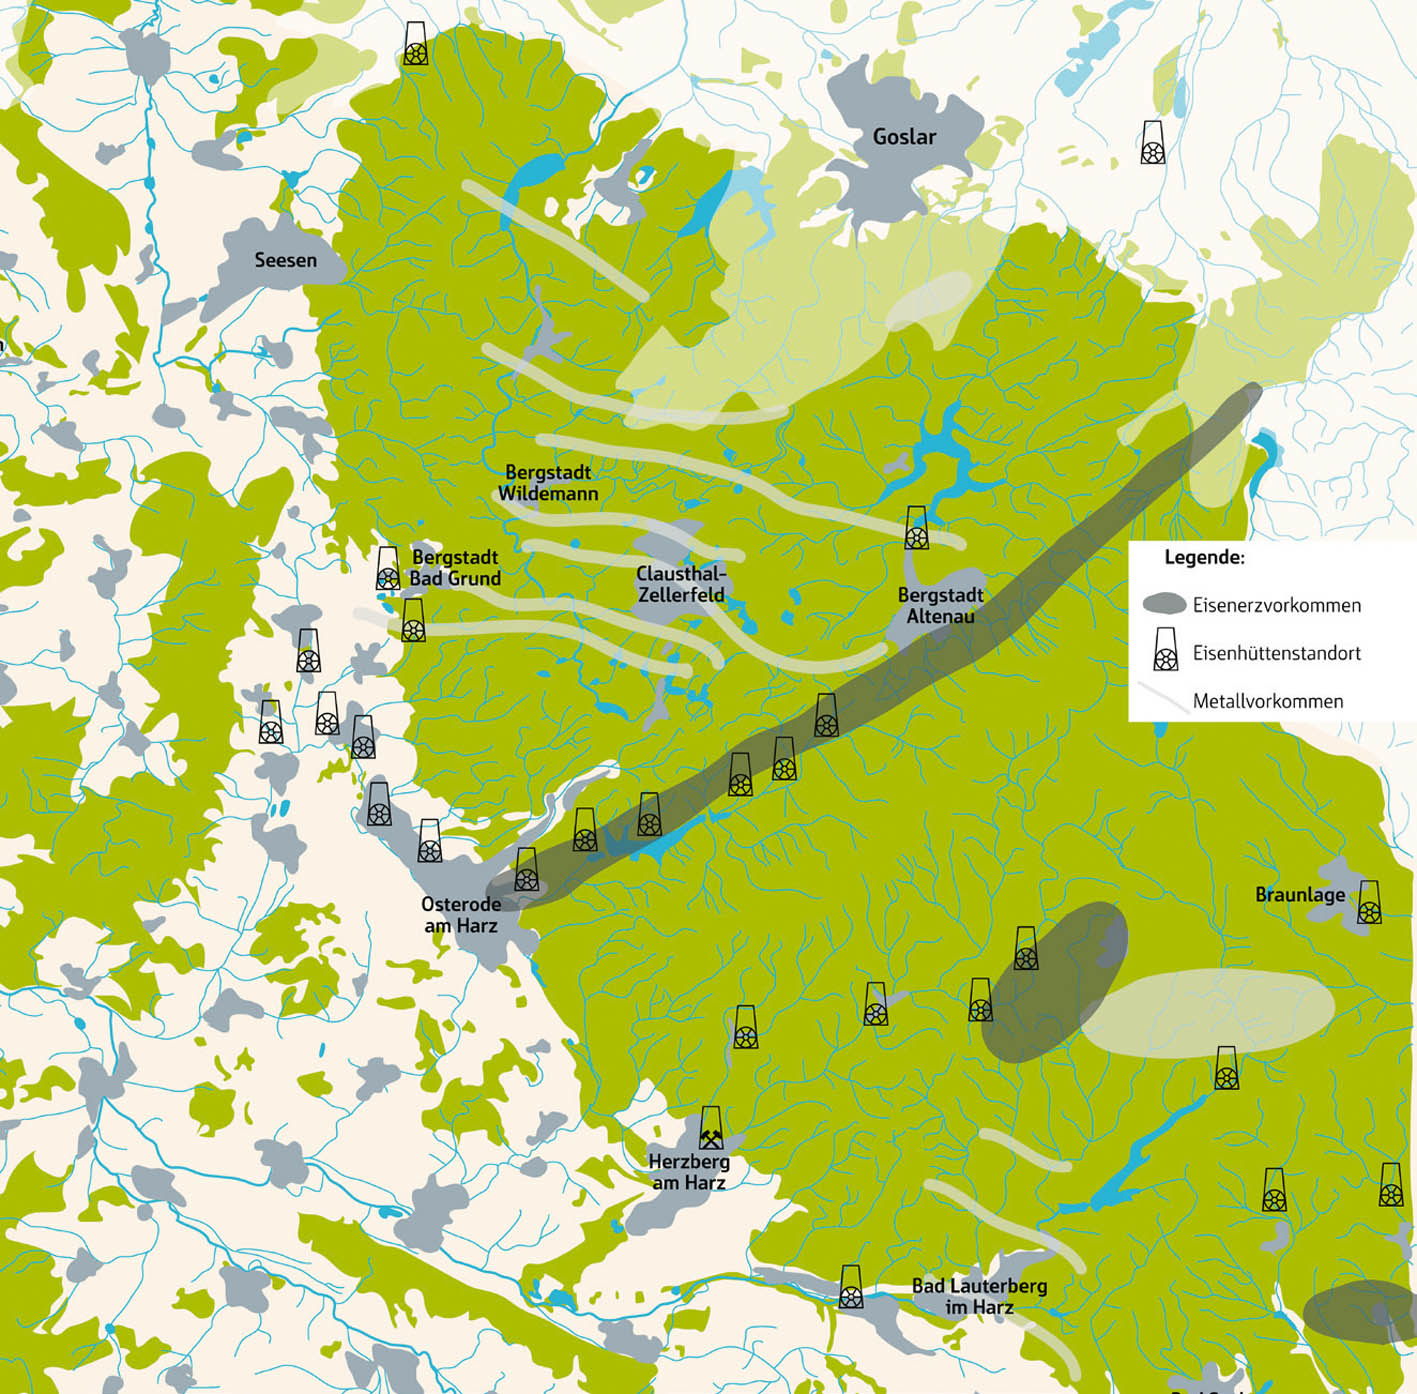 Goslar
Seesen
Bergstadt
Wildemann
Bergstadt
Bad Grund
Clausthal-
Zellerfeld
Bergstadt
Altenau
Legende:
Eisenerzvorkommen
Eisenhüttenstandort
Metallvorkommen
Osterode
am Harz
Braunlage
Herzberg
am Harz
Bad Lauterberg
im Harz